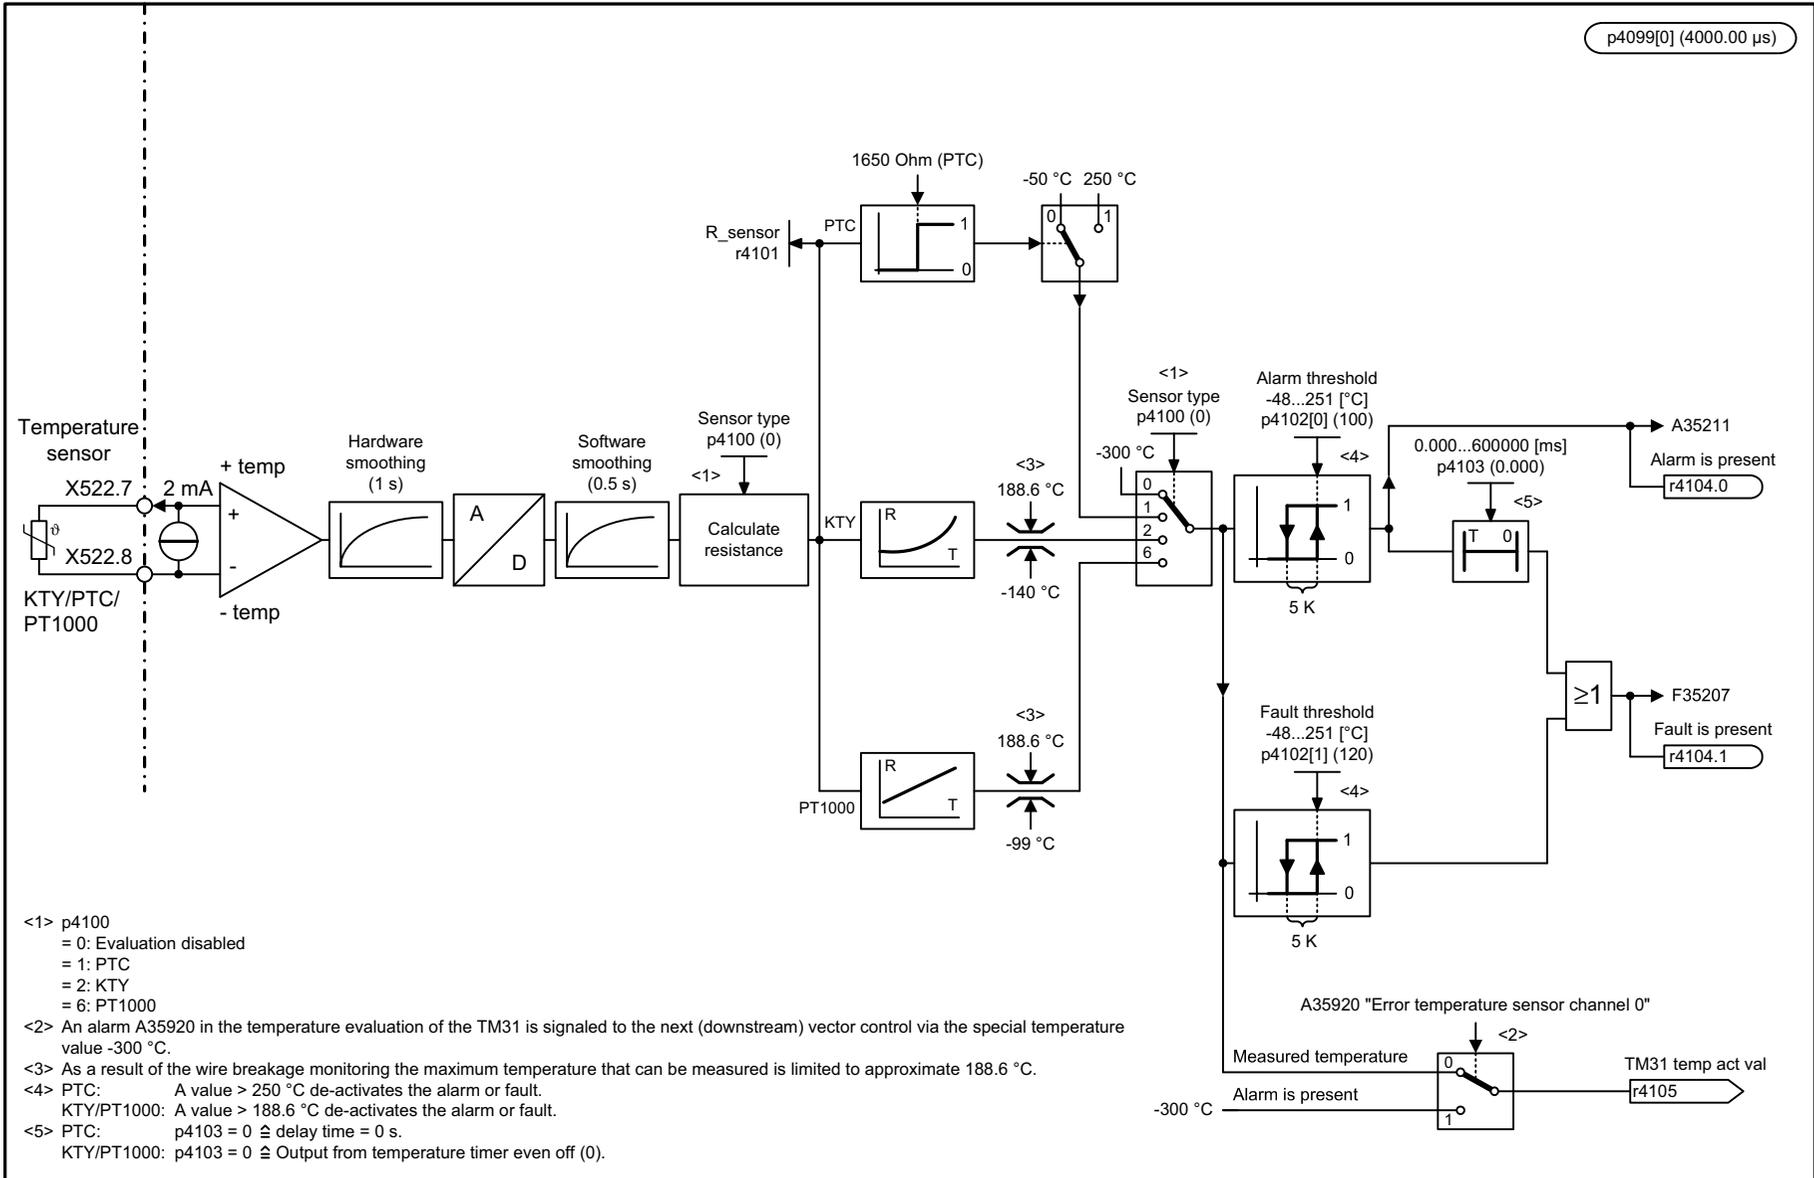 p4099[0] (4000.00 µs)
1650 Ohm (PTC)
-50 °C 250 °C
R_sensor
r4101
PTC
1
0
0
1
Temperature
sensor
X522.7
2 mA
X522.8
ϑ
KTY/PTC/
PT1000
+ temp
+
-
- temp
Hardware
smoothing
(1 s)
A
D
Software
smoothing
(0.5 s)
Sensor type
p4100 (0)
<1>
Calculate
resistance
KTY
R
T
<3>
188.6 °C
-140 °C
PT1000
R
T
<3>
188.6 °C
-99 °C
<1>
Sensor type
p4100 (0)
-300 °C
0
1
2
6
Alarm threshold
-48...251 [°C]
p4102[0] (100)
<4>
1
0
5 K
0.000...600000 [ms]
p4103 (0.000)
<5>
T 0
A35211
Alarm is present
r4104.0
Fault threshold
-48...251 [°C]
p4102[1] (120)
<4>
1
0
5 K
≥1
F35207
Fault is present
r4104.1
A35920 "Error temperature sensor channel 0"
<2>
Measured temperature
0
Alarm is present
-300 °C
1
TM31 temp act val
r4105
<1> p4100
= 0: Evaluation disabled
= 1: PTC
= 2: KTY
= 6: PT1000
<2> An alarm A35920 in the temperature evaluation of the TM31 is signaled to the next (downstream) vector control via the special temperature
value -300 °C.
<3> As a result of the wire breakage monitoring the maximum temperature that can be measured is limited to approximate 188.6 °C.
<4> PTC: A value > 250 °C de-activates the alarm or fault.
KTY/PT1000: A value > 188.6 °C de-activates the alarm or fault.
<5> PTC: p4103 = 0 ≙ delay time = 0 s.
KTY/PT1000: p4103 = 0 ≙ Output from temperature timer even off (0).